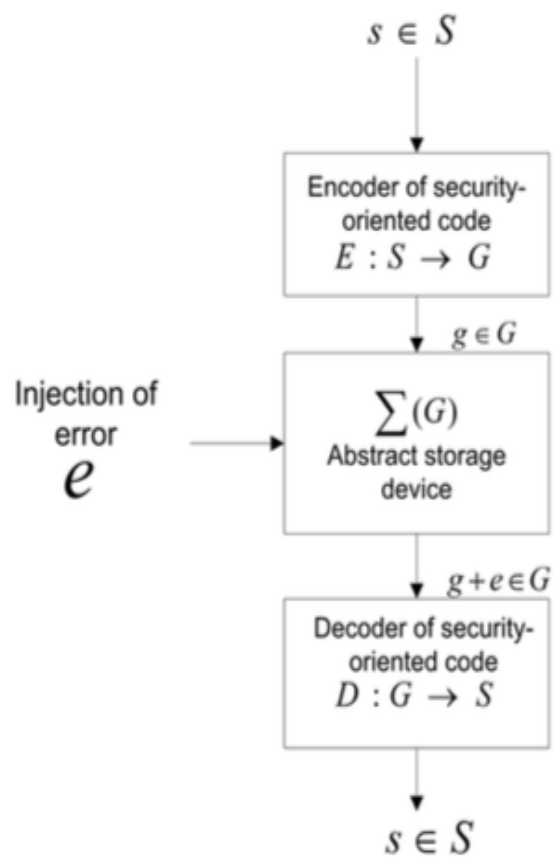 s ∈ S
Encoder of security-
oriented code
E : S → G
g ∈ G
Injection of
error
e
∑(G)
Abstract storage
device
g+e∈G
Decoder of security-
oriented code
D : G → S
s ∈ S